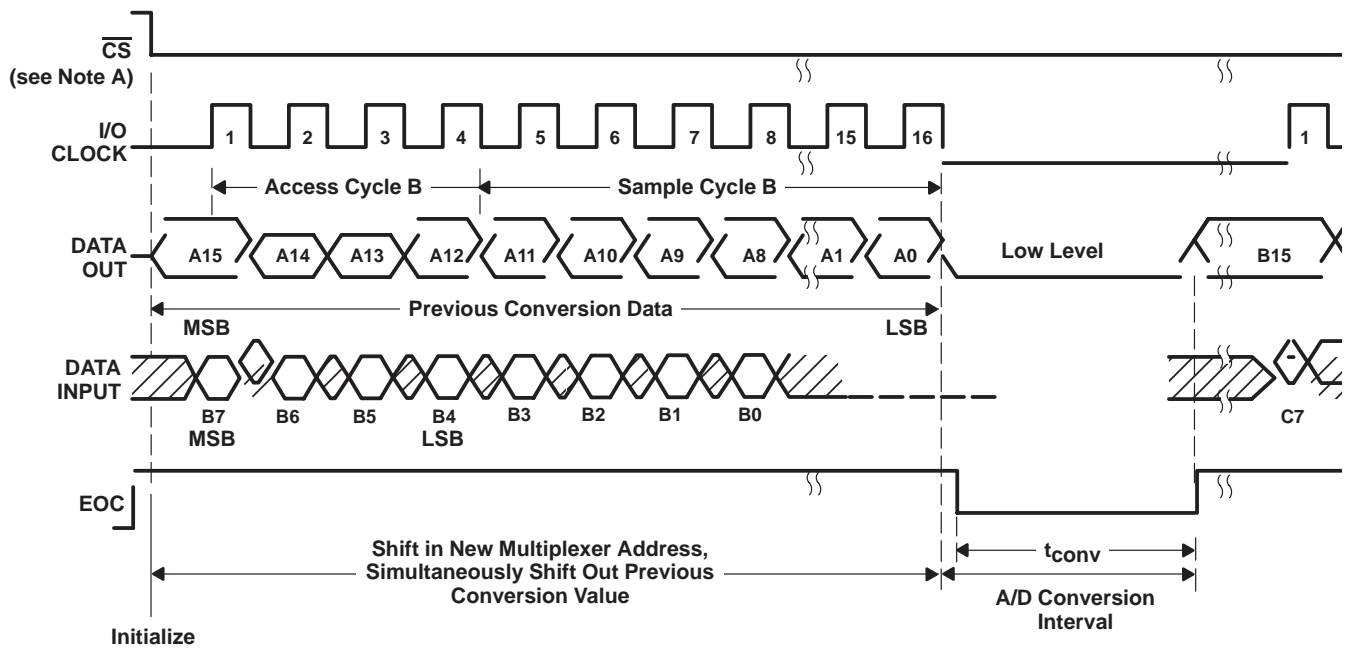 CS
(see Note A)
I/O
CLOCK
1 2 3 4 5 6 7 8 15 16 1
Access Cycle B
Sample Cycle B
DATA
OUT
A15 A14 A13 A12 A11 A10 A9 A8 A1 A0
Low Level
B15
Previous Conversion Data
MSB
LSB
DATA
INPUT
B7 B6 B5 B4 B3 B2 B1 B0 C7
MSB
LSB
EOC
Shift in New Multiplexer Address,
Simultaneously Shift Out Previous
Conversion Value
tconv
A/D Conversion
Interval
Initialize